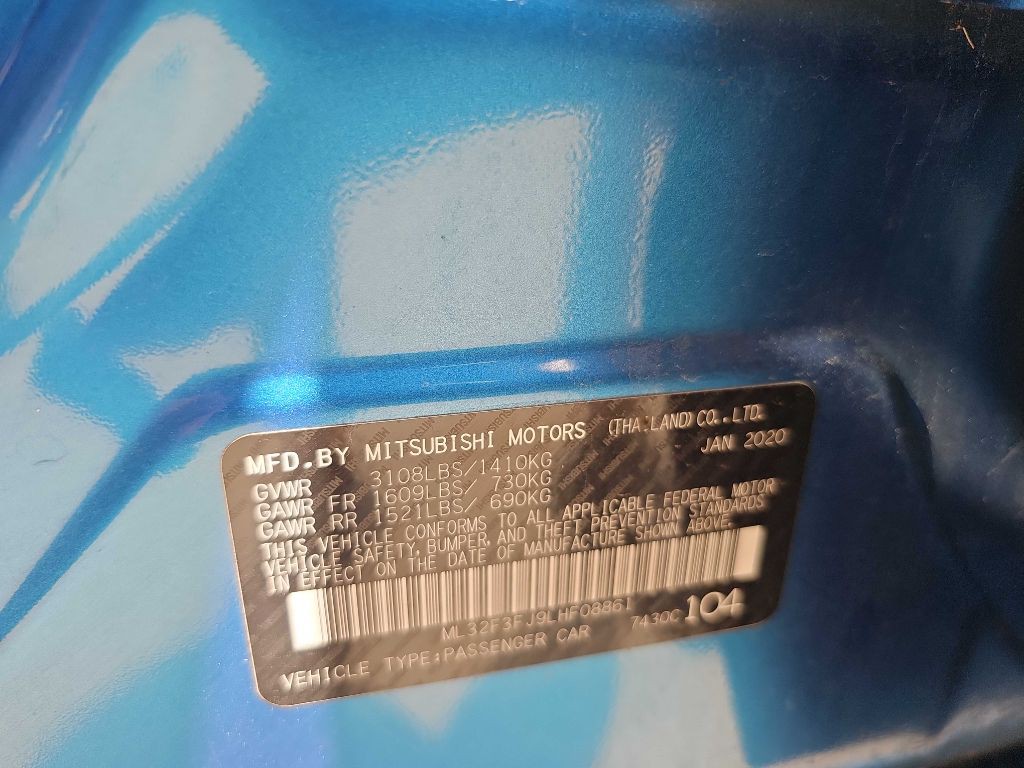 MFD.BY MITSUBISHI MOTORS (THAILAND) CO.,LTD.
JAN 2020
GVWR 3108LBS/1410KG
GAWR FR 1609LBS/ 730KG
GAWR RR 1521LBS/ 690KG
THIS VEHICLE CONFORMS TO ALL APPLICABLE FEDERAL MOTOR
VEHICLE SAFETY, BUMPER, AND THEFT PREVENTION STANDARDS
IN EFFECT ON THE DATE OF MANUFACTURE SHOWN ABOVE.
ML32F3FJ9LHF08861
VEHICLE TYPE:PASSENGER CAR 7430C 104